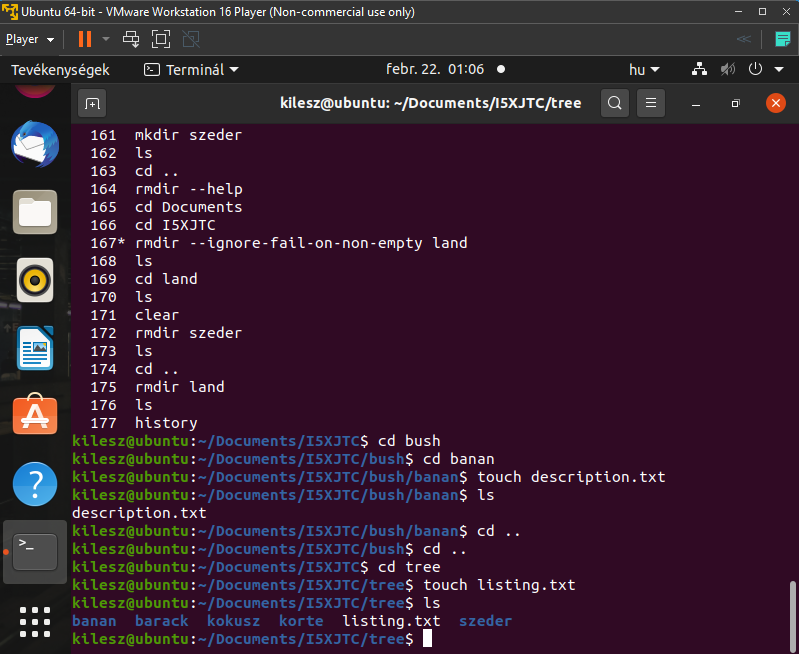 Ubuntu 64-bit - VMware Workstation 16 Player (Non-commercial use only)
Player
Tevékenységek Terminál febr. 22. 01:06 hu
kilesz@ubuntu: ~/Documents/I5XJTC/tree
161 mkdir szeder
162 ls
163 cd ..
164 rmdir --help
165 cd Documents
166 cd I5XJTC
167* rmdir --ignore-fail-on-non-empty land
168 ls
169 cd land
170 ls
171 clear
172 rmdir szeder
173 ls
174 cd ..
175 rmdir land
176 ls
177 history
kilesz@ubuntu:~/Documents/I5XJTC$ cd bush
kilesz@ubuntu:~/Documents/I5XJTC/bush$ cd banan
kilesz@ubuntu:~/Documents/I5XJTC/bush/banan$ touch description.txt
kilesz@ubuntu:~/Documents/I5XJTC/bush/banan$ ls
description.txt
kilesz@ubuntu:~/Documents/I5XJTC/bush/banan$ cd ..
kilesz@ubuntu:~/Documents/I5XJTC/bush$ cd ..
kilesz@ubuntu:~/Documents/I5XJTC$ cd tree
kilesz@ubuntu:~/Documents/I5XJTC/tree$ touch listing.txt
kilesz@ubuntu:~/Documents/I5XJTC/tree$ ls
banan barack kokusz korte listing.txt szeder
kilesz@ubuntu:~/Documents/I5XJTC/tree$